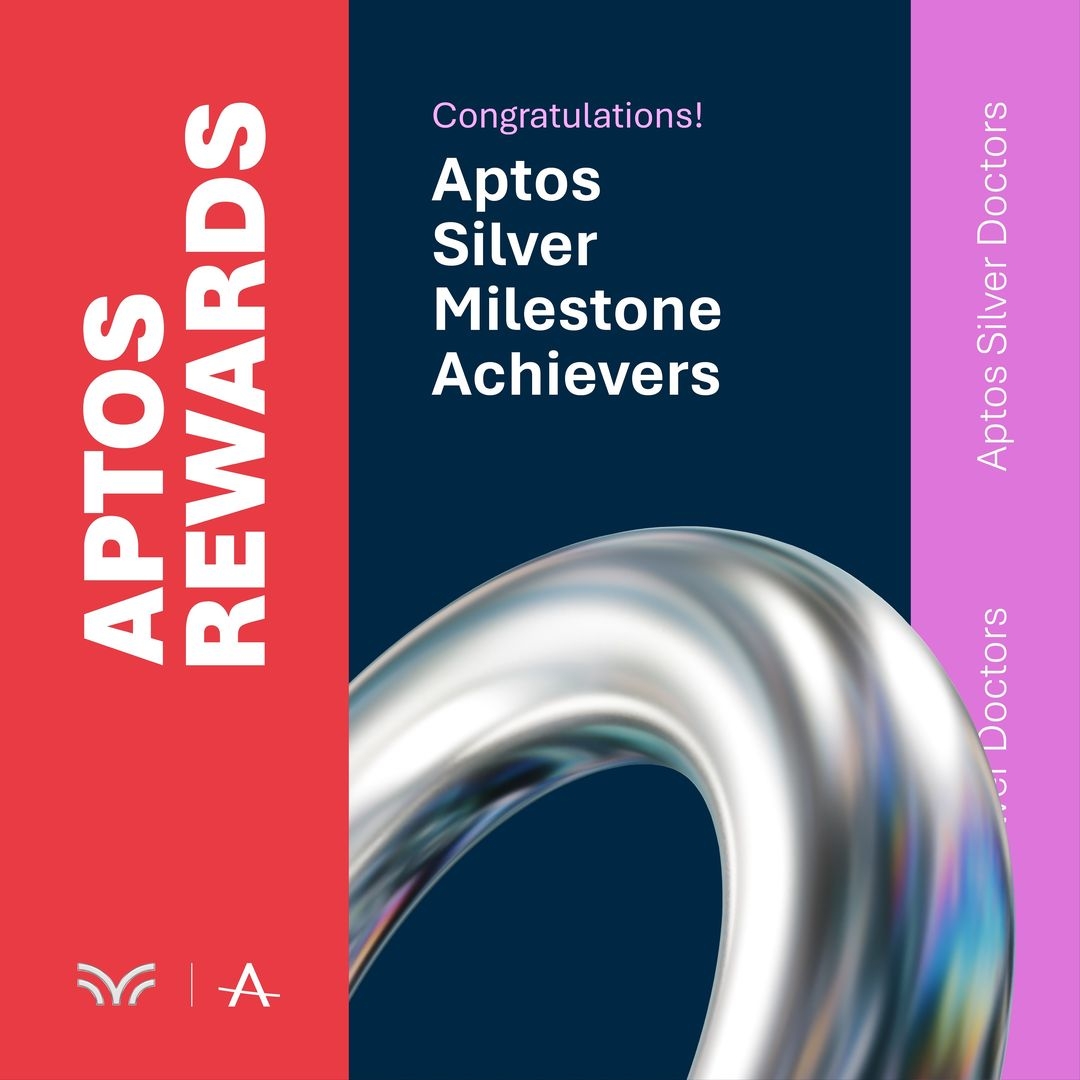 APTOS
REWARDS
Congratulations!
Aptos
Silver
Milestone
Achievers
Aptos Silver Doctors
Doctors